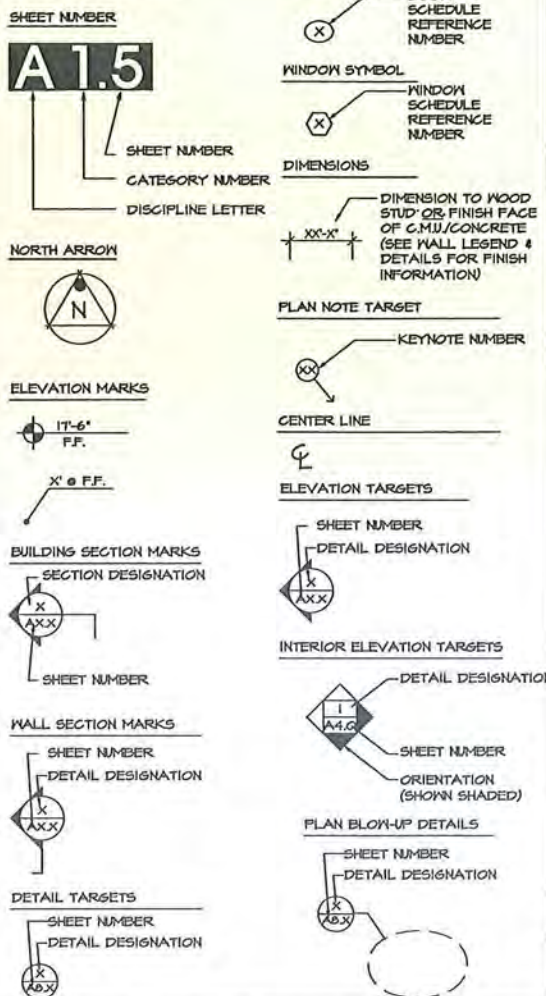 SHEET NUMBER
A 1.5
SHEET NUMBER
CATEGORY NUMBER
DISCIPLINE LETTER
NORTH ARROW
N
ELEVATION MARKS
17'-6"
F.F.
X' @ F.F.
BUILDING SECTION MARKS
SECTION DESIGNATION
X
AX.X
SHEET NUMBER
WALL SECTION MARKS
SHEET NUMBER
DETAIL DESIGNATION
X
AX.X
DETAIL TARGETS
SHEET NUMBER
DETAIL DESIGNATION
X
A8.X
SCHEDULE
REFERENCE
NUMBER
X
WINDOW SYMBOL
WINDOW
SCHEDULE
REFERENCE
NUMBER
X
DIMENSIONS
DIMENSION TO WOOD
STUD OR FINISH FACE
OF C.M.U./CONCRETE
(SEE WALL LEGEND &
DETAILS FOR FINISH
INFORMATION)
XX'-X"
PLAN NOTE TARGET
KEYNOTE NUMBER
XX
CENTER LINE
CL
ELEVATION TARGETS
SHEET NUMBER
DETAIL DESIGNATION
X
AX.X
INTERIOR ELEVATION TARGETS
DETAIL DESIGNATION
1
SHEET NUMBER
ORIENTATION
(SHOWN SHADED)
PLAN BLOW-UP DETAILS
SHEET NUMBER
DETAIL DESIGNATION
X
A8.X